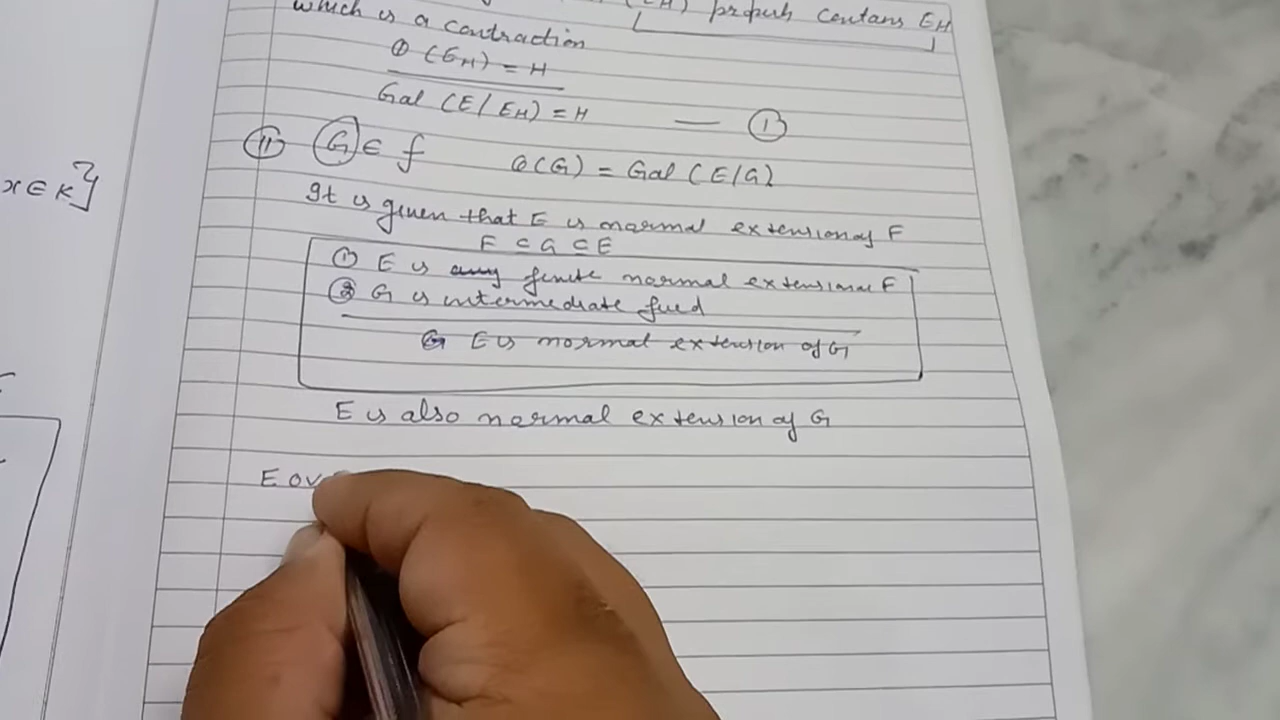 (EH) properly contains EH
which is a contradiction
θ(EH) = H
Gal (E/EH) = H — ①
x ∈ K}
(ii) G ∈ f θ(G) = Gal (E/G)
It is given that E is normal extension of F
F ⊆ G ⊆ E
① E is any finite normal extension F
② G is intermediate field
G E is normal extension of G
E is also normal extension of G
E ov